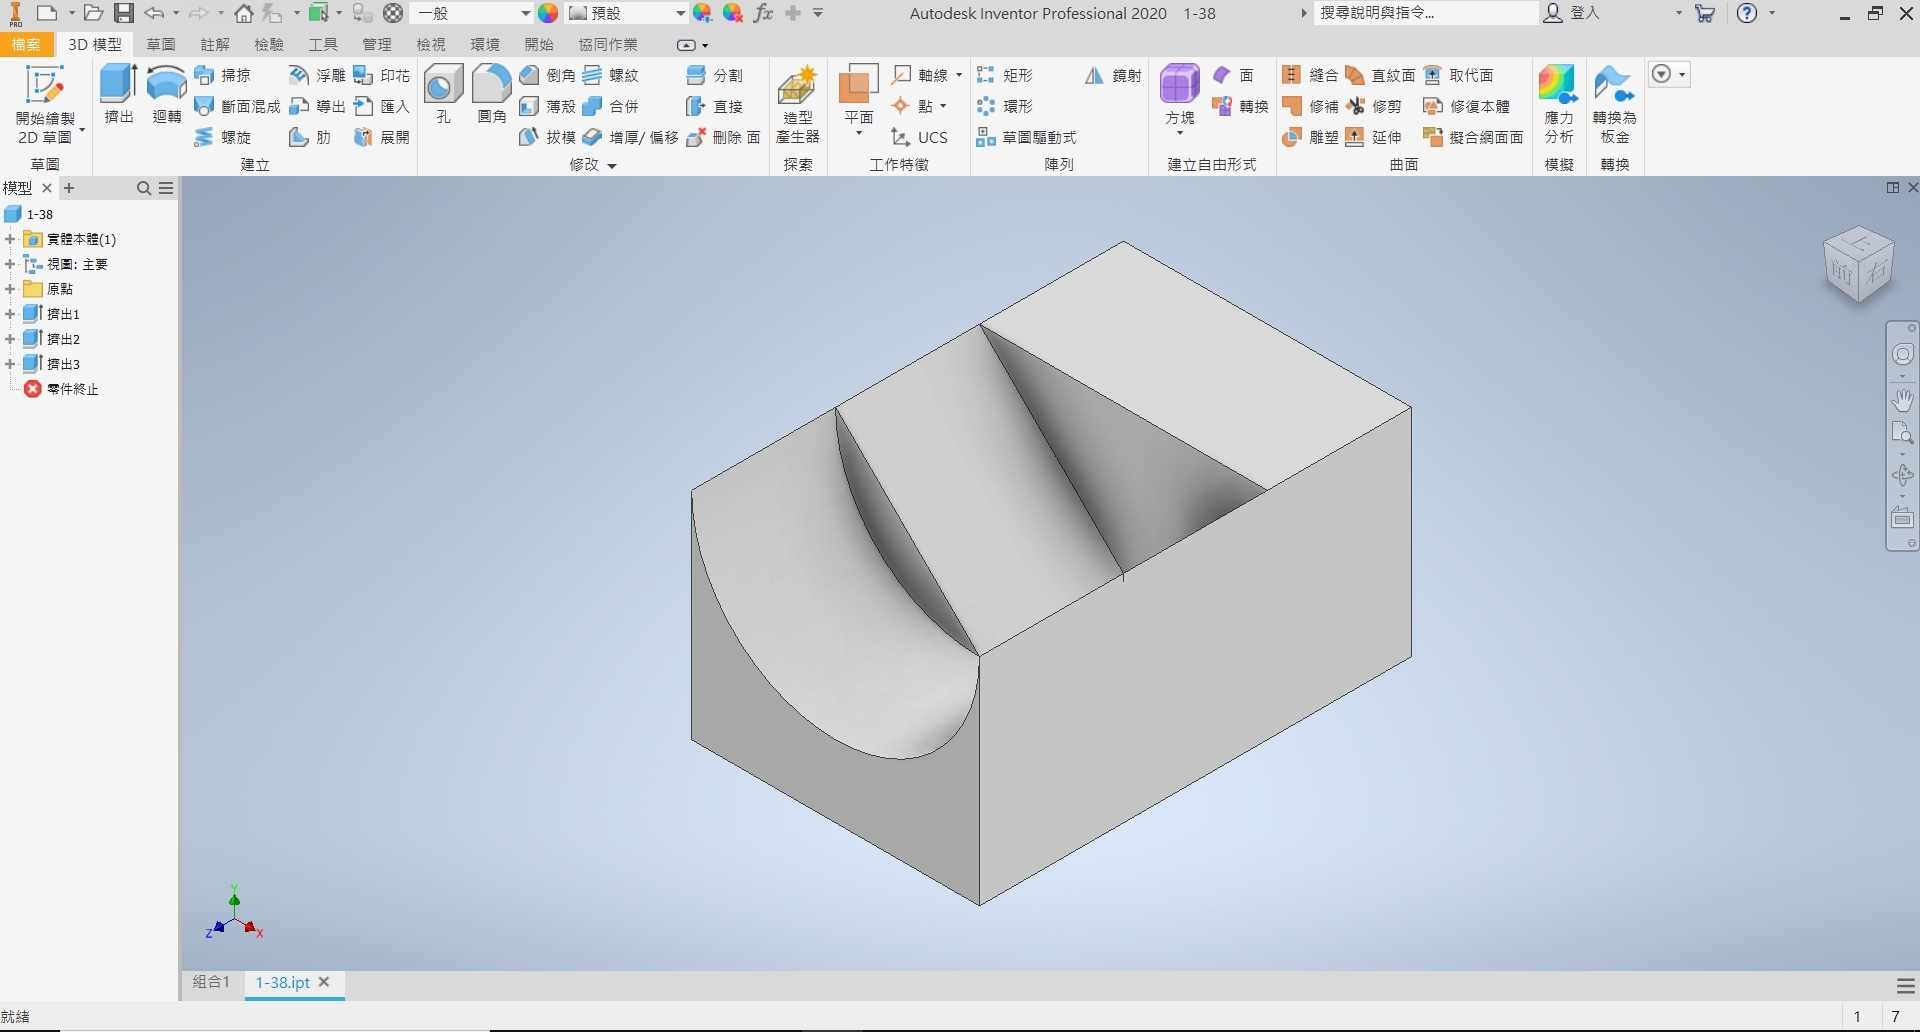 PRO 一般 預設 fx Autodesk Inventor Professional 2020 1-38 搜尋說明與指令... 登入
檔案 3D 模型 草圖 註解 檢驗 工具 管理 檢視 環境 開始 協同作業
開始繪製 2D 草圖
草圖
擠出 迴轉 掃掠 浮雕 印花
斷面混成 導出 匯入
螺旋 肋 展開
建立
孔 圓角 倒角 螺紋 分割
薄殼 合併 直接
拔模 增厚/ 偏移 刪除 面
修改
造型 產生器
探索
平面 軸線
點
UCS
工作特徵
矩形 鏡射
環形
草圖驅動式
陣列
方塊 面
轉換
建立自由形式
縫合 直紋面 取代面
修補 修剪 修復本體
雕塑 延伸 擬合網面面
曲面
應力 分析
模擬
轉換為 板金
轉換
模型
1-38
實體本體(1)
視圖: 主要
原點
擠出1
擠出2
擠出3
零件終止
上
前 右
Y
Z X
組合1 1-38.ipt
就緒 1 7